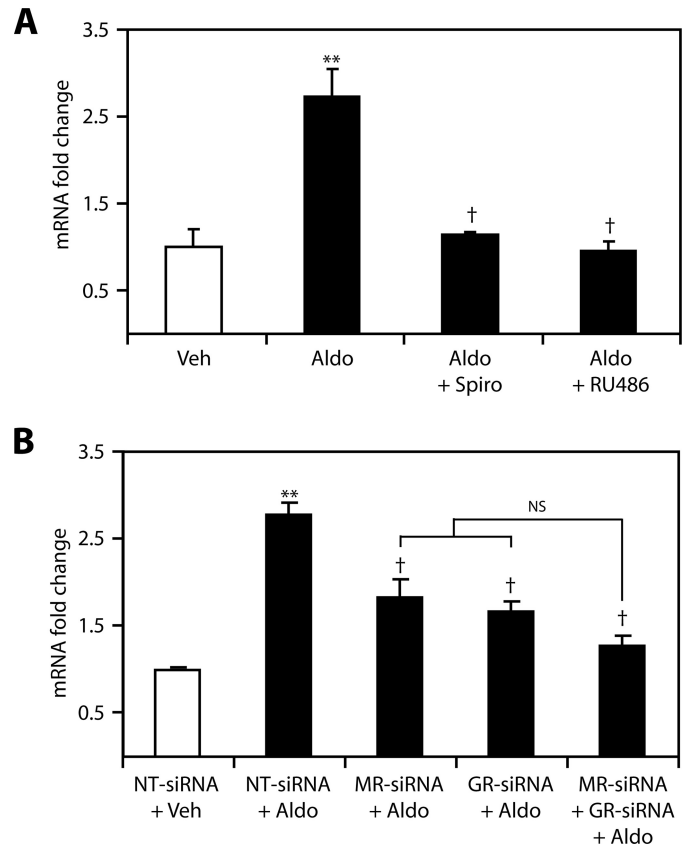 A
3.5
2.5
1.5
0.5
mRNA fold change
**
†
†
Veh
Aldo
Aldo
+ Spiro
Aldo
+ RU486
B
3.5
2.5
1.5
0.5
mRNA fold change
**
†
†
NS
†
NT-siRNA
+ Veh
NT-siRNA
+ Aldo
MR-siRNA
+ Aldo
GR-siRNA
+ Aldo
MR-siRNA
+ GR-siRNA
+ Aldo